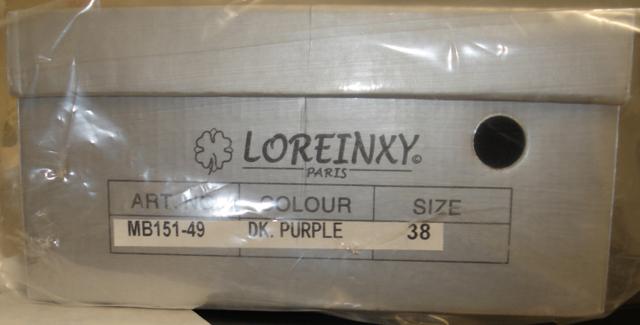 LOREINXY©
PARIS
ART. NO. COLOUR SIZE
MB151-49 DK. PURPLE 38